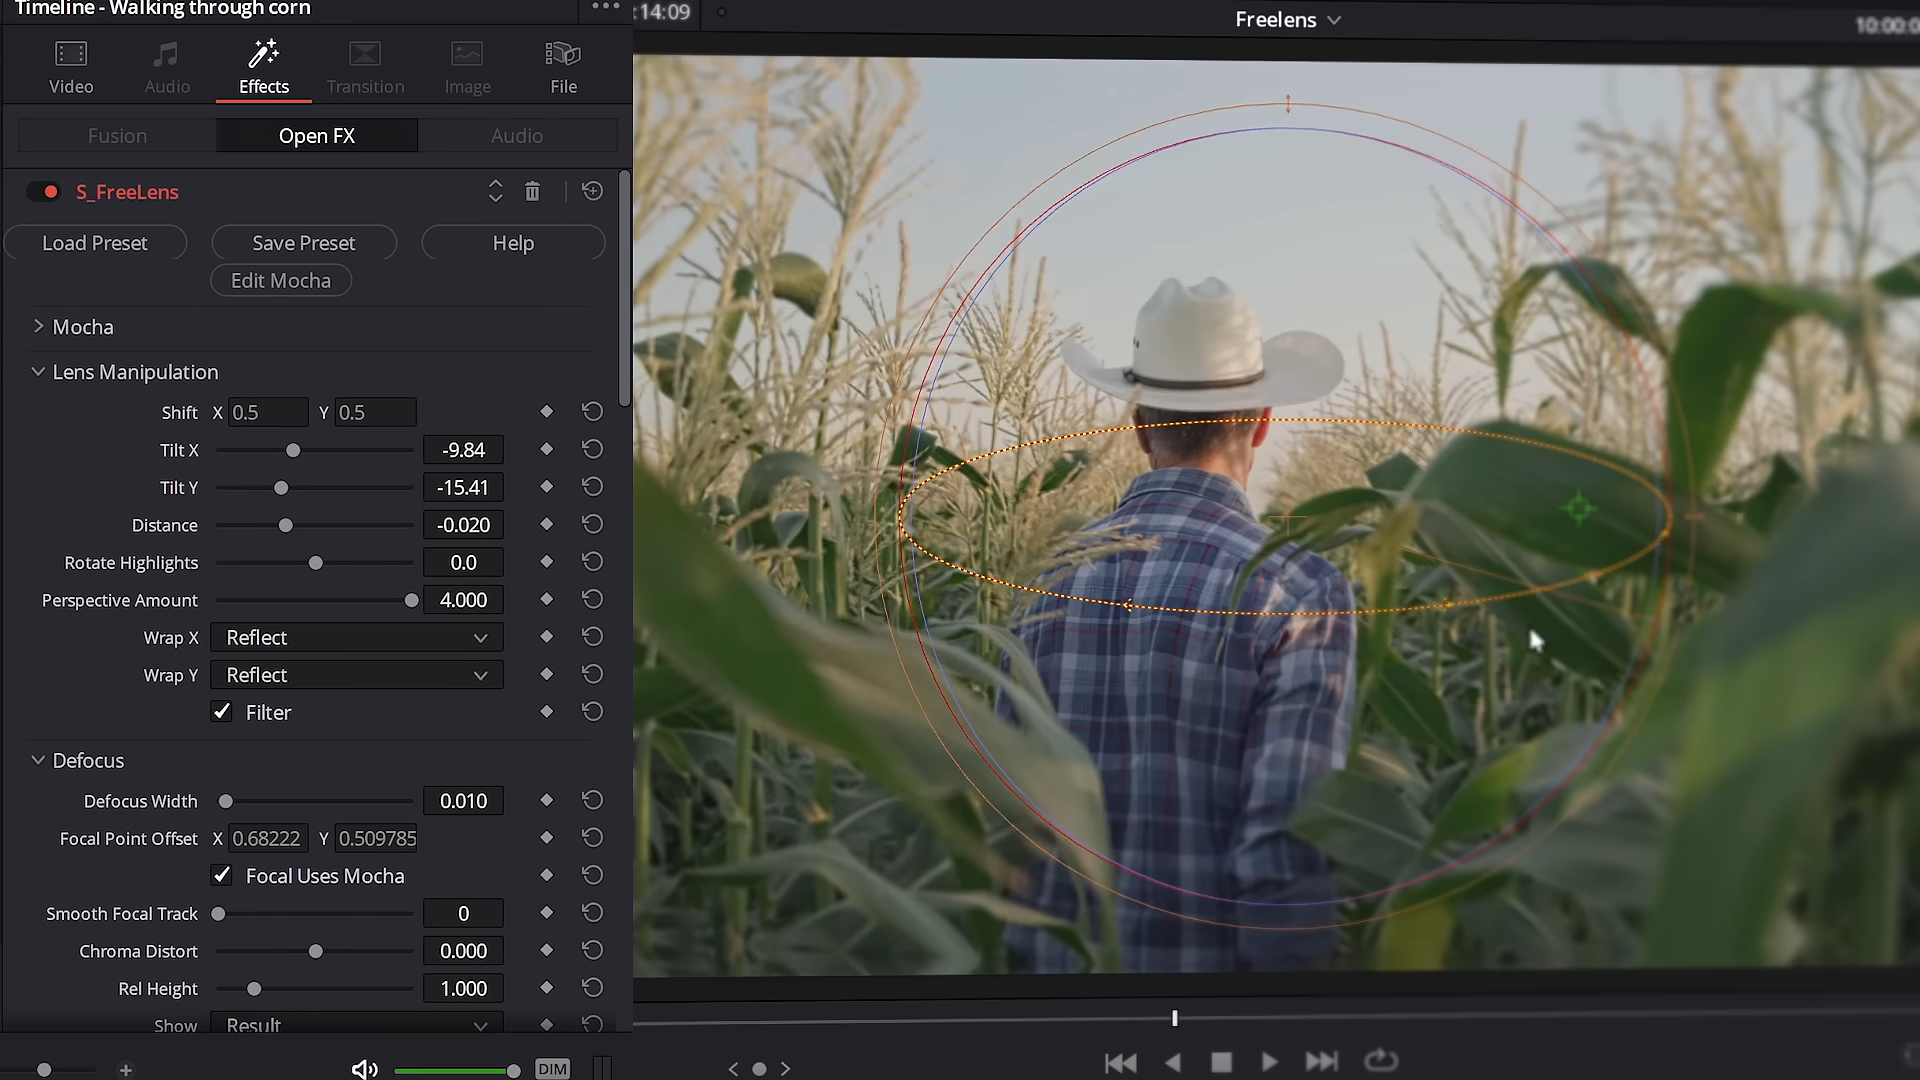 Timeline - Walking through corn
:14:09
Freelens
10:00:0
Video
Audio
Effects
Transition
Image
File
Fusion
Open FX
Audio
S_FreeLens
Load Preset
Save Preset
Help
Edit Mocha
Mocha
Lens Manipulation
Shift X 0.5 Y 0.5
Tilt X -9.84
Tilt Y -15.41
Distance -0.020
Rotate Highlights 0.0
Perspective Amount 4.000
Wrap X Reflect
Wrap Y Reflect
Filter
Defocus
Defocus Width 0.010
Focal Point Offset X 0.68222 Y 0.509785
Focal Uses Mocha
Smooth Focal Track 0
Chroma Distort 0.000
Rel Height 1.000
Show Result
DIM